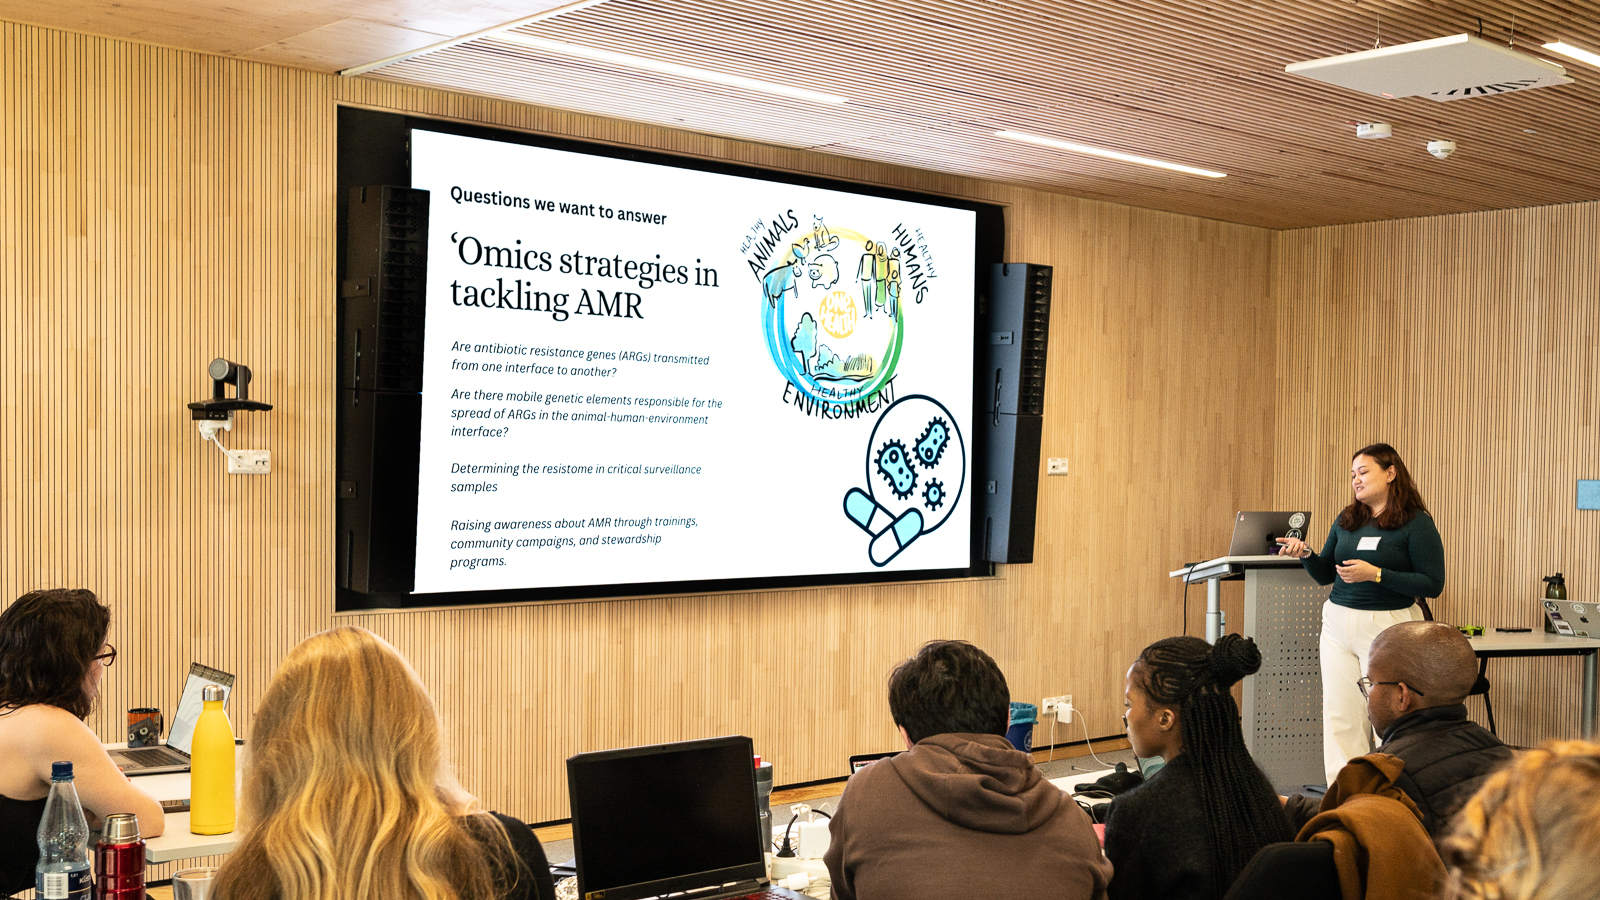 Questions we want to answer
‘Omics strategies in
tackling AMR
Are antibiotic resistance genes (ARGs) transmitted
from one interface to another?
Are there mobile genetic elements responsible for the
spread of ARGs in the animal-human-environment
interface?
Determining the resistome in critical surveillance
samples
Raising awareness about AMR through trainings,
community campaigns, and stewardship
programs.
HEALTHY
ANIMALS
HEALTHY
HUMANS
ONE
HEALTH
HEALTHY
ENVIRONMENT